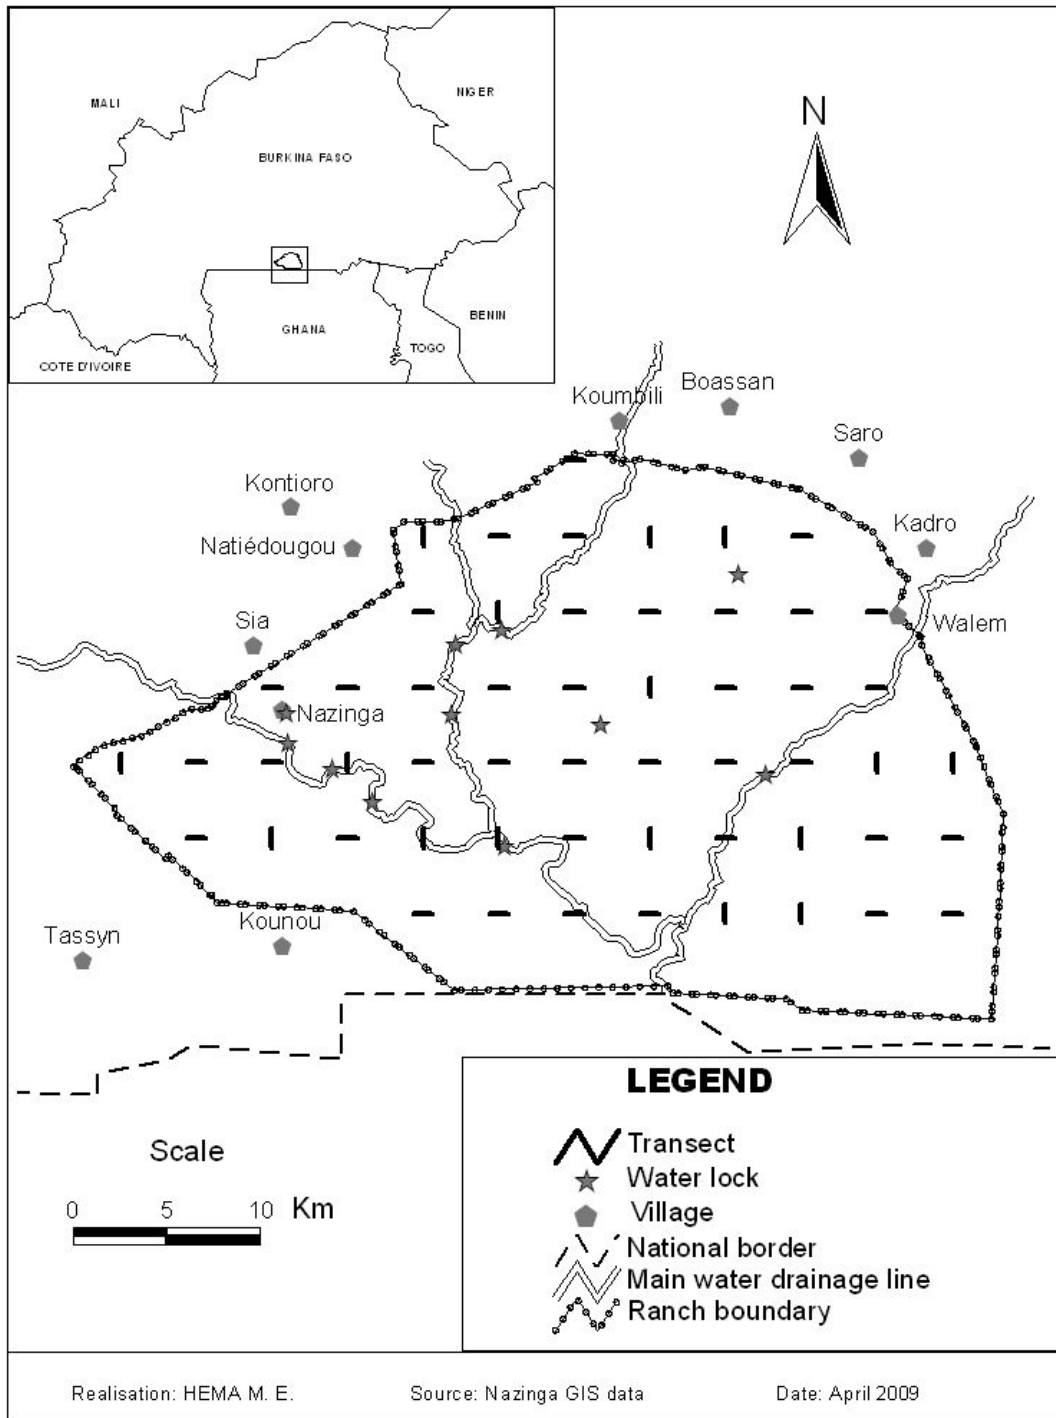 MALI
NIGER
BURKINA FASO
GHANA
TOGO
BENIN
COTE D'IVOIRE
N
Boassan
Koumbili
Saro
Kontioro
Natiédougou
Kadro
Sia
Walem
Nazinga
Kounou
Tassyn
LEGEND
Transect
Water lock
Village
National border
Main water drainage line
Ranch boundary
Scale
0 5 10 Km
Realisation: HEMA M. E. Source: Nazinga GIS data Date: April 2009